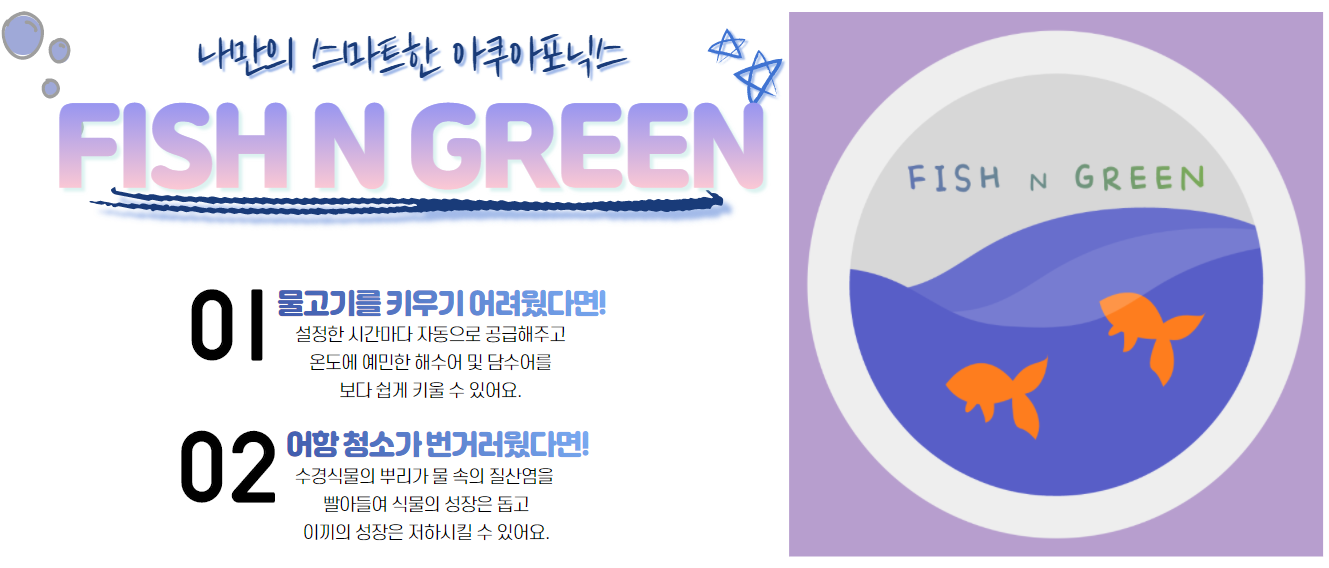 내만의 스마트한 아쿠아포닉스
FISH N GREEN
01
물고기를 키우기 어려웠다면!
설정한 시간마다 자동으로 공급해주고
온도에 예민한 해수어 및 담수어를
보다 쉽게 키울 수 있어요.
02
어항 청소가 번거러웠다면!
수경식물의 뿌리가 물 속의 질산염을
빨아들여 식물의 성장은 돕고
이끼의 성장은 저하시킬 수 있어요.
FISH N GREEN